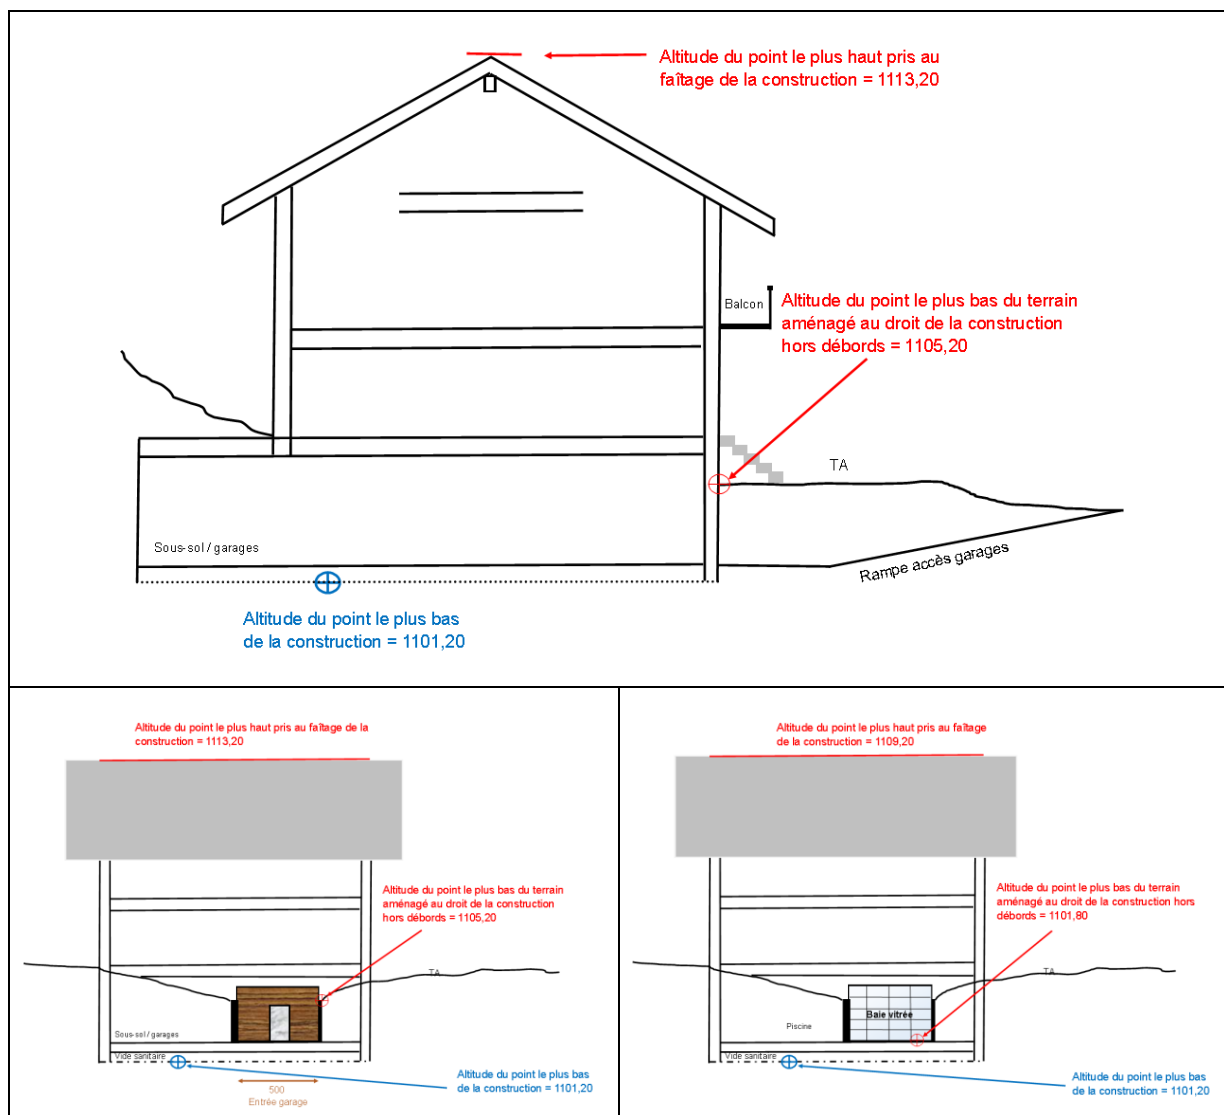 Altitude du point le plus haut pris au
faîtage de la construction = 1113,20
Balcon
Altitude du point le plus bas du terrain
aménagé au droit de la construction
hors débords = 1105,20
TA
Sous-sol / garages
Rampe accès garages
Altitude du point le plus bas
de la construction = 1101,20
Altitude du point le plus haut pris au faîtage de la
construction = 1113,20
Altitude du point le plus bas du terrain
aménagé au droit de la construction
hors débords = 1105,20
TA
Sous-sol / garages
Vide sanitaire
500
Entrée garage
Altitude du point le plus bas
de la construction = 1101,20
Altitude du point le plus haut pris au faîtage
de la construction = 1109,20
Altitude du point le plus bas du terrain
aménagé au droit de la construction hors
débords = 1101,80
TA
Baie vitrée
Piscine
Vide sanitaire
Altitude du point le plus bas
de la construction = 1101,20